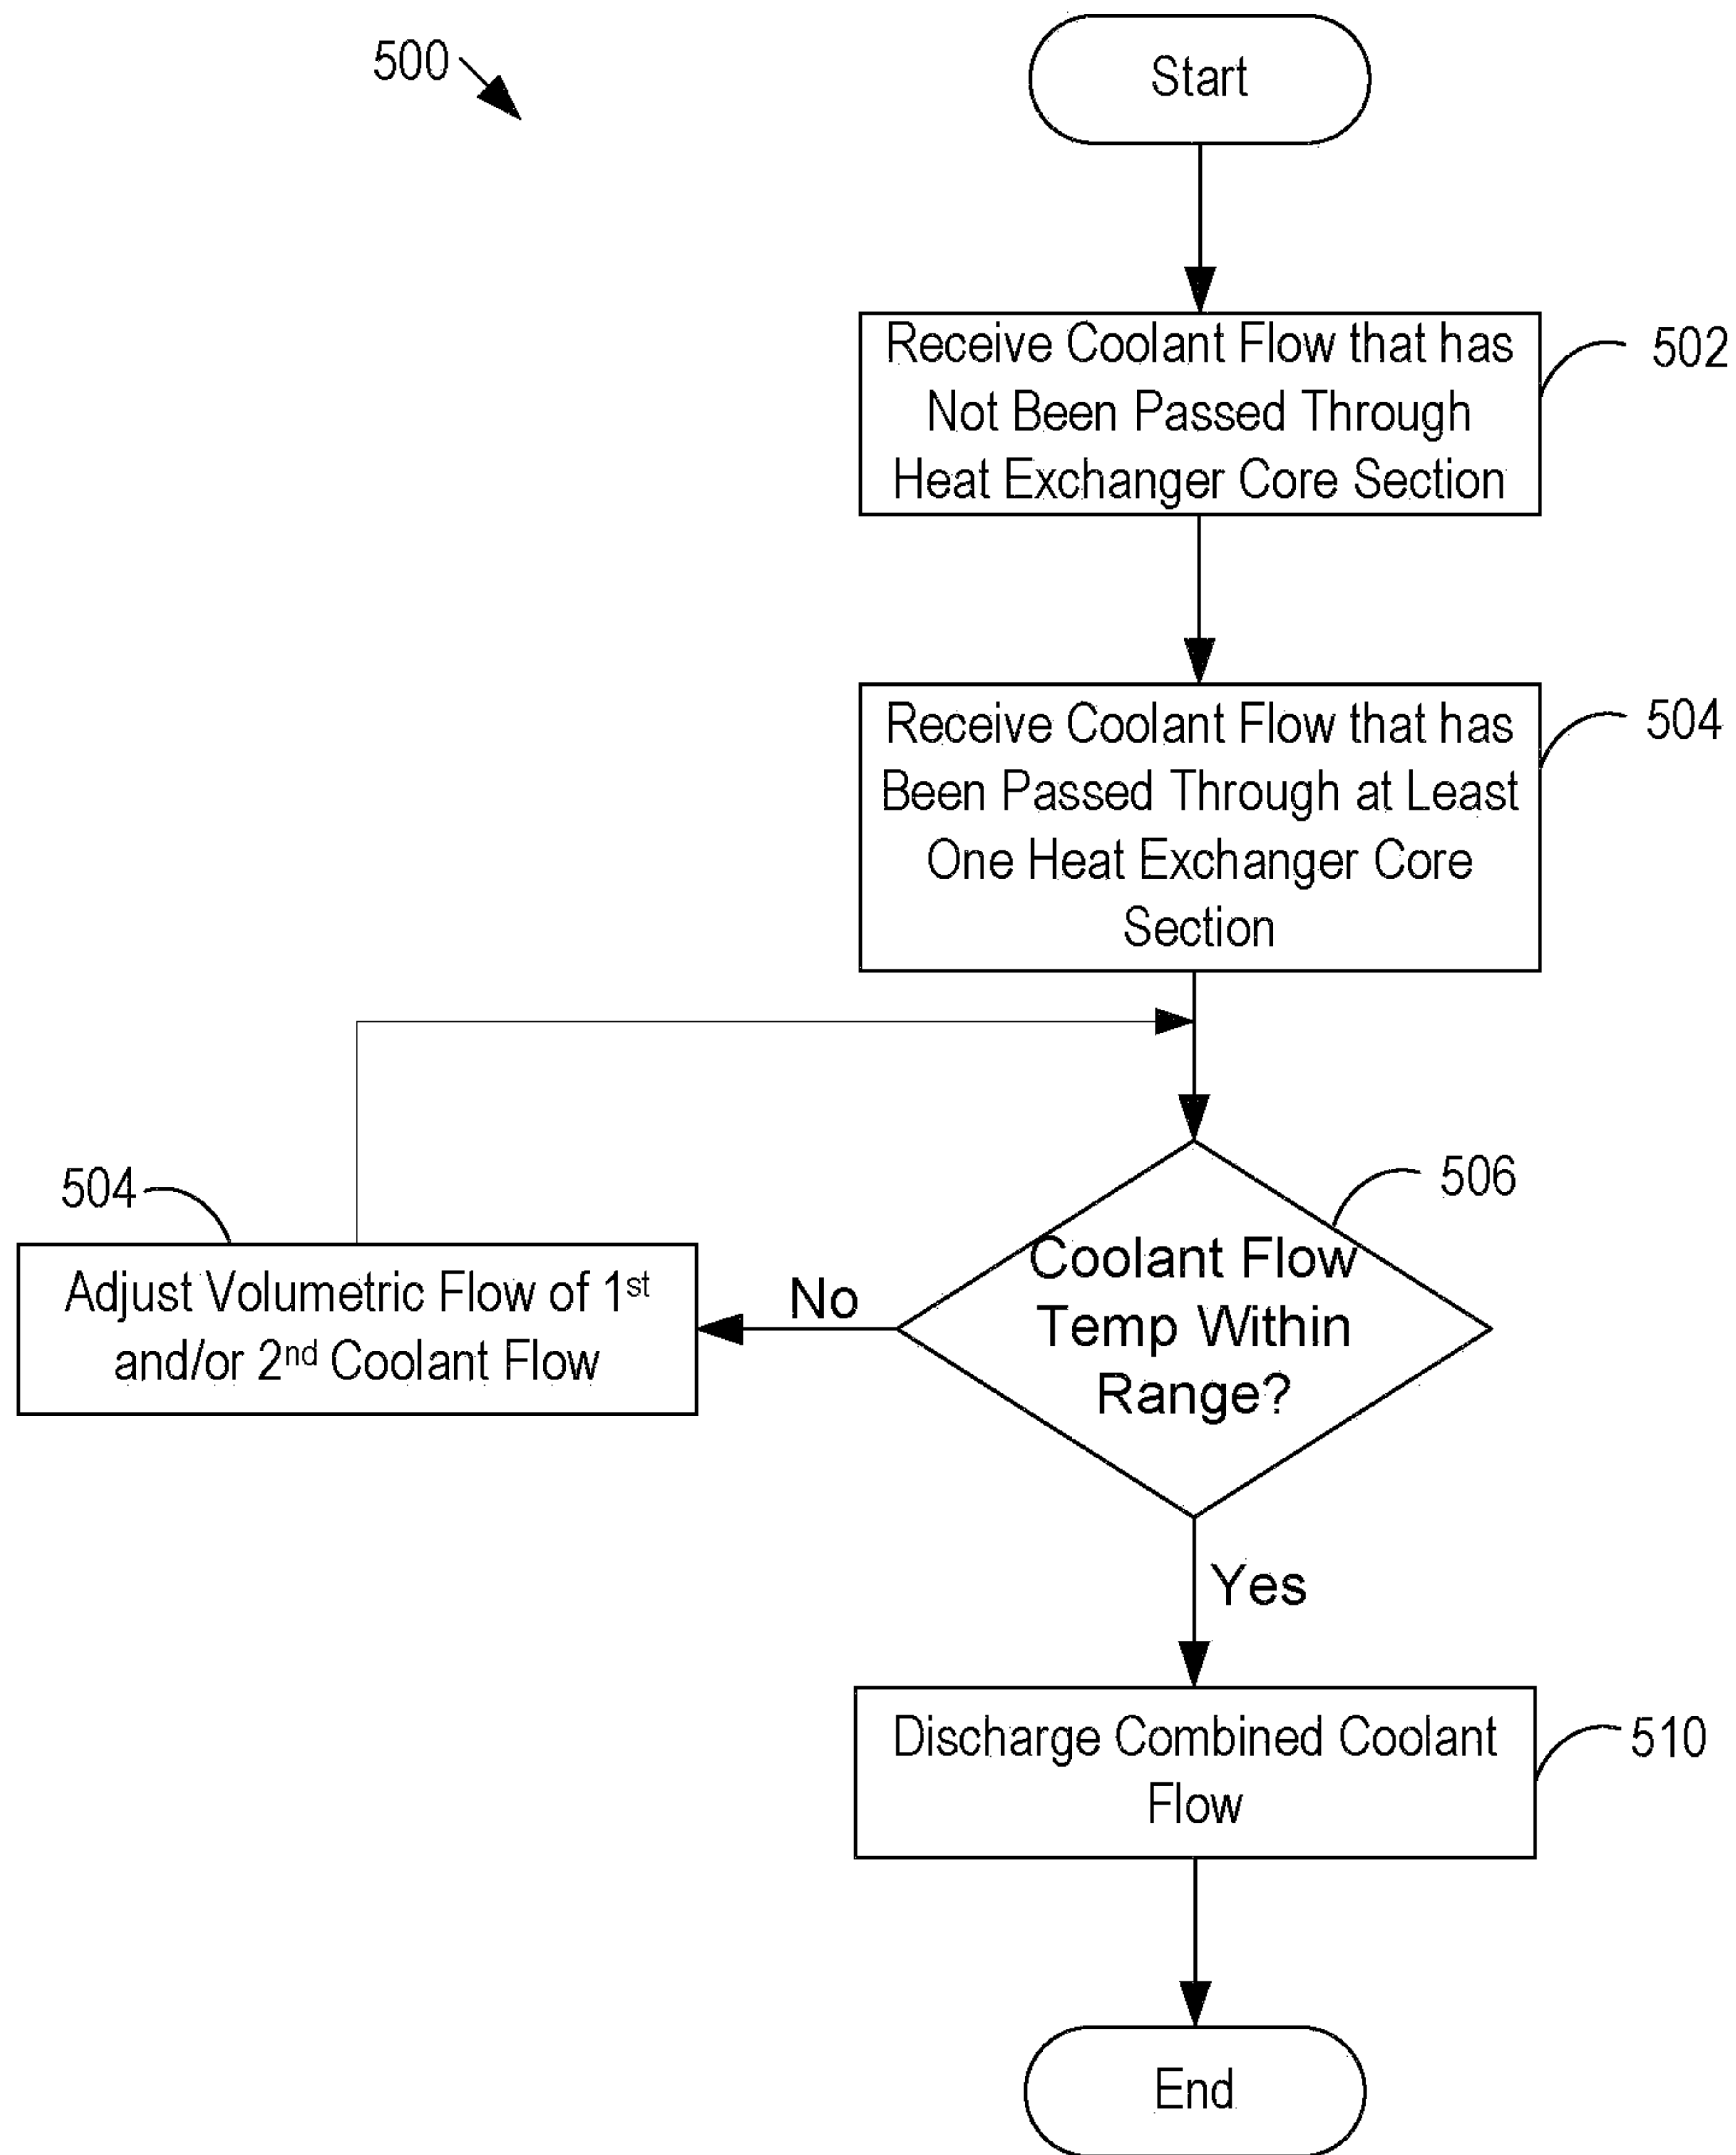 500
Start
Receive Coolant Flow that has
Not Been Passed Through
Heat Exchanger Core Section
502
Receive Coolant Flow that has
Been Passed Through at Least
One Heat Exchanger Core
Section
504
504
Adjust Volumetric Flow of 1st
and/or 2nd Coolant Flow
No
506
Coolant Flow
Temp Within
Range?
Yes
Discharge Combined Coolant
Flow
510
End